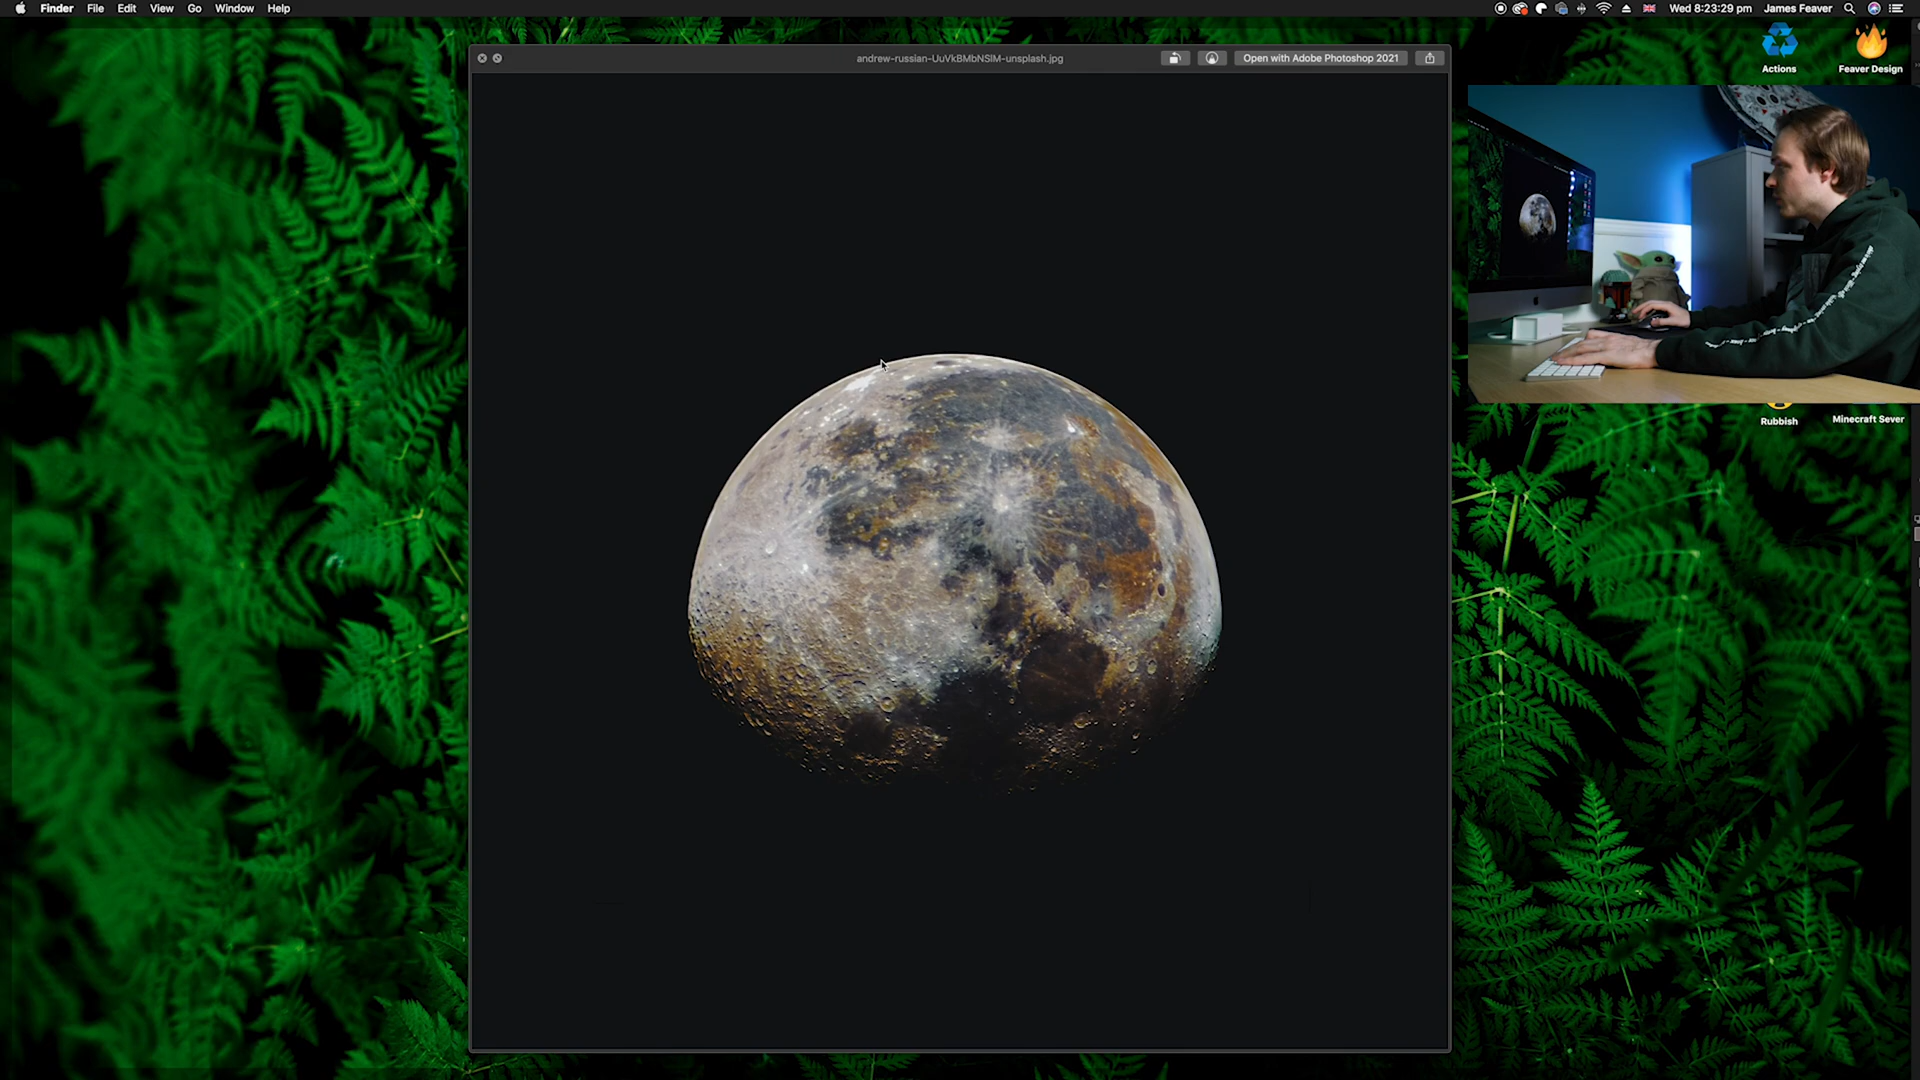 Finder File Edit View Go Window Help
Wed 8:23:29 pm James Feaver
andrew-russian-UuVkBMbNSIM-unsplash.jpg
Open with Adobe Photoshop 2021
Actions
Feaver Design
Rubbish
Minecraft Sever